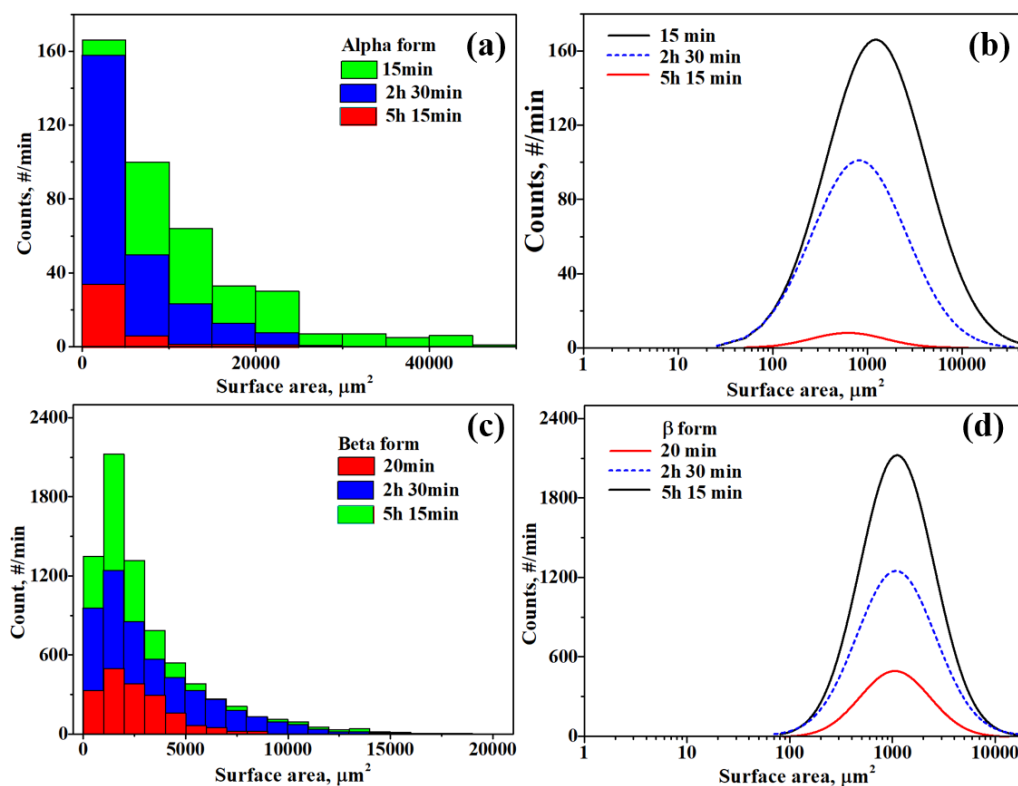 (a)
Alpha form
15min
2h 30min
5h 15min
160
120
80
40
0
Counts, #/min
0 20000 40000
Surface area, μm²
(b)
15 min
2h 30 min
5h 15 min
160
120
80
40
0
Counts, #/min
1 10 100 1000 10000
Surface area, μm²
(c)
Beta form
20min
2h 30min
5h 15min
2400
1800
1200
600
0
Count, #/min
0 5000 10000 15000 20000
Surface area, μm²
(d)
β form
20 min
2h 30 min
5h 15 min
2400
1800
1200
600
0
Counts, #/min
1 10 100 1000 10000
Surface area, μm²